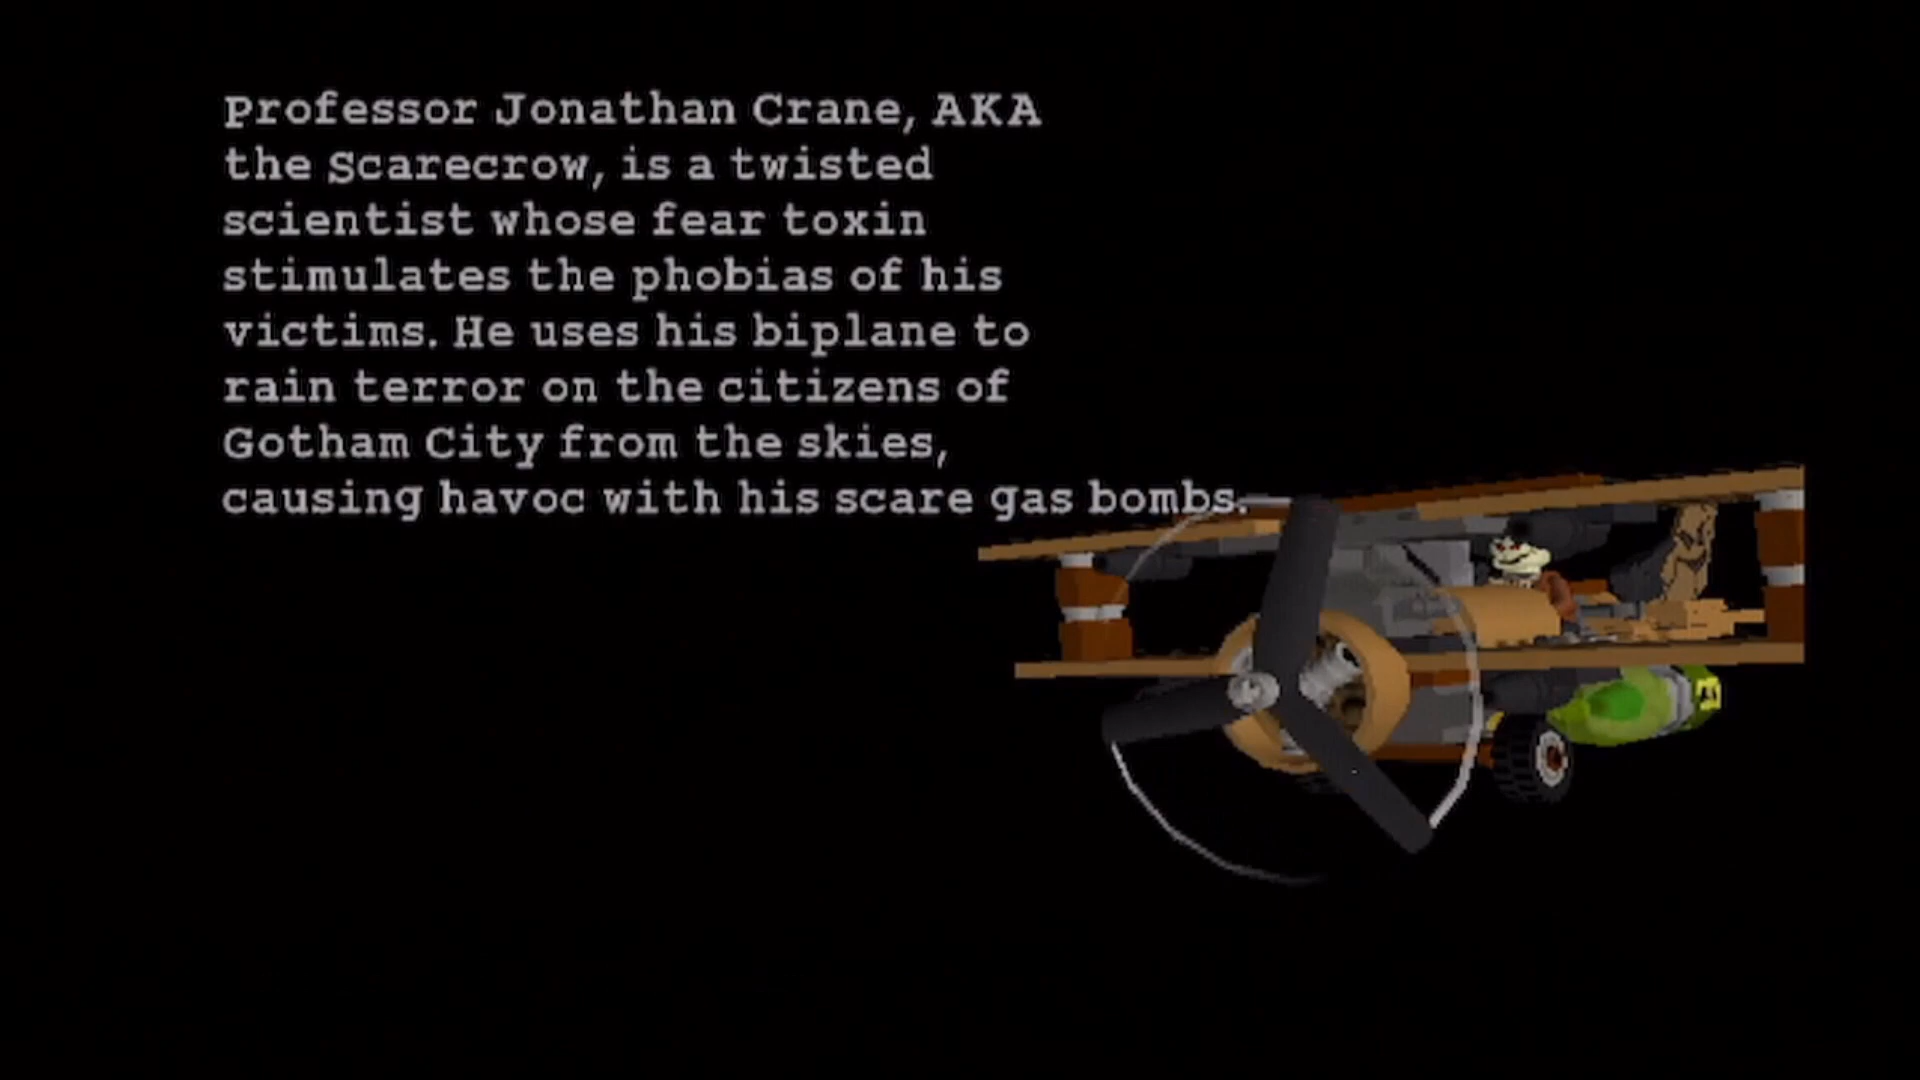 Professor Jonathan Crane, AKA
the Scarecrow, is a twisted
scientist whose fear toxin
stimulates the phobias of his
victims. He uses his biplane to
rain terror on the citizens of
Gotham City from the skies,
causing havoc with his scare gas bombs.